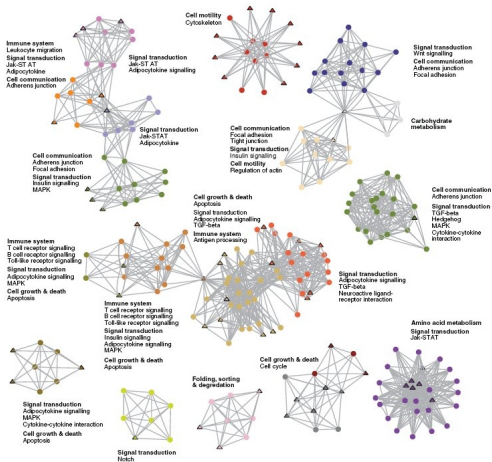 Immune system
Leukocyte migration
Signal transduction
Jak-ST AT
Adipocytokine
Cell communication
Adherens junction
Signal transduction
Jak-ST AT
Adipocytokine signalling
Cell motility
Cytoskeleton
Signal transduction
Wnt signalling
Cell communication
Adherens junction
Focal adhesion
Signal transduction
Jak-STAT
Adipocytokine
Carbohydrate
metabolism
Cell communication
Focal adhesion
Tight junction
Signal transduction
Insulin signalling
Cell motility
Regulation of actin
Cell communication
Adherens junction
Focal adhesion
Signal transduction
Insulin signalling
MAPK
Cell growth & death
Apoptosis
Signal transduction
Adipocytokine signalling
TGF-beta
Immune system
Antigen processing
Cell communication
Adherens junction
Signal transduction
TGF-beta
Hedgehog
MAPK
Cytokine-cytokine
interaction
Immune system
T cell receptor signalling
B cell receptor signalling
Toll-like receptor signalling
Signal transduction
Adipocytokine signalling
MAPK
Cell growth & death
Apoptosis
Immune system
T cell receptor signalling
B cell receptor signalling
Toll-like receptor signalling
Signal transduction
Insulin signalling
Adipocytokine signalling
MAPK
Cell growth & death
Apoptosis
Signal transduction
Adipocytokine signalling
TGF-beta
Neuroactive ligand-
receptor interaction
Amino acid metabolism
Signal transduction
Jak-STAT
Signal transduction
Adipocytokine signalling
MAPK
Cytokine-cytokine interaction
Cell growth & death
Apoptosis
Signal transduction
Notch
Folding, sorting
& degradation
Cell growth & death
Cell cycle